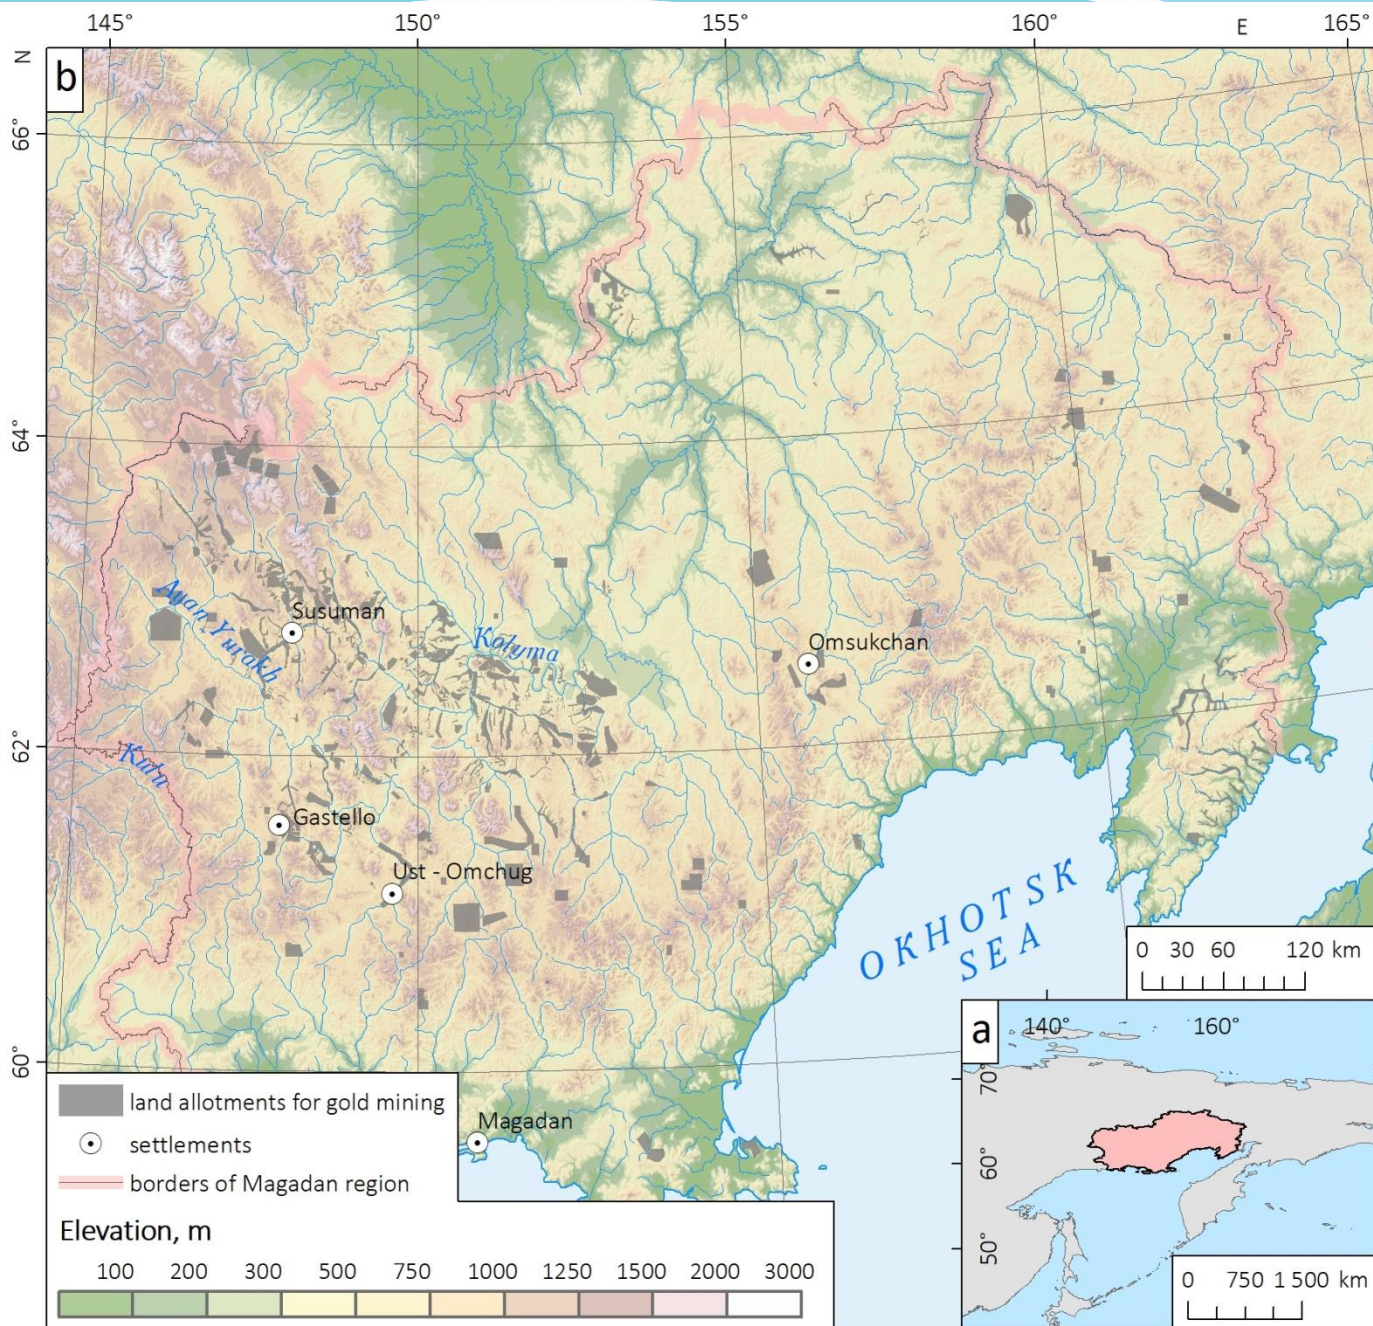 145° 150° 155° 160° E 165°
N
b
66°
64°
62°
60°
Ayan Yurakh
Susuman
Kolyma
Omsukchan
Kulu
Gastello
Ust - Omchug
OKHOTSK
SEA
Magadan
0 30 60 120 km
land allotments for gold mining
settlements
borders of Magadan region
Elevation, m
100 200 300 500 750 1000 1250 1500 2000 3000
a
140° 160°
70°
60°
50°
0 750 1 500 km